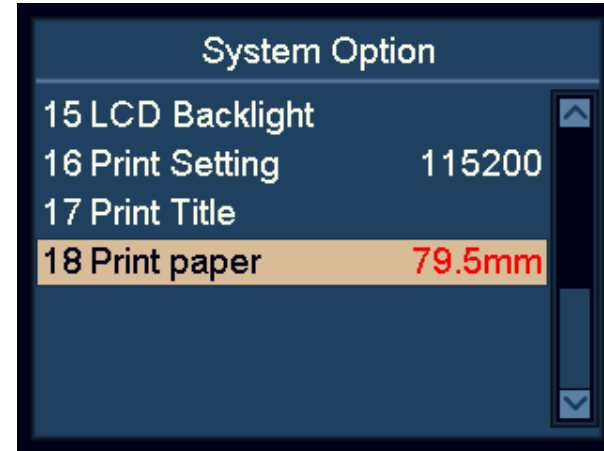 System Option
15 LCD Backlight
16 Print Setting 115200
17 Print Title
18 Print paper 79.5mm